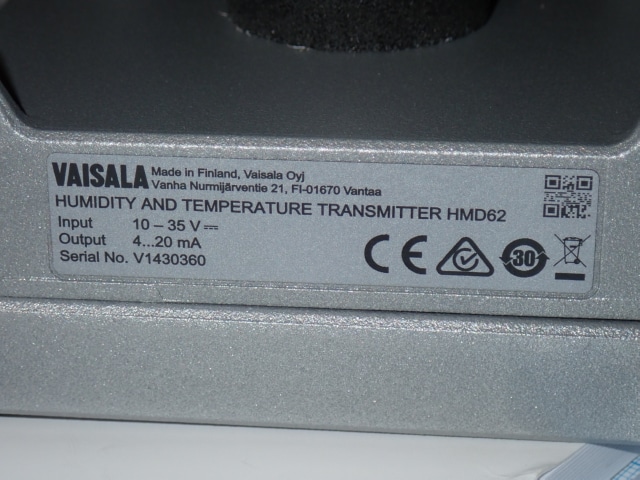 VAISALA Made in Finland, Vaisala Oyj
Vanha Nurmijärventie 21, FI-01670 Vantaa
HUMIDITY AND TEMPERATURE TRANSMITTER HMD62
Input 10 – 35 V ⎓
Output 4...20 mA
Serial No. V1430360
CE 30